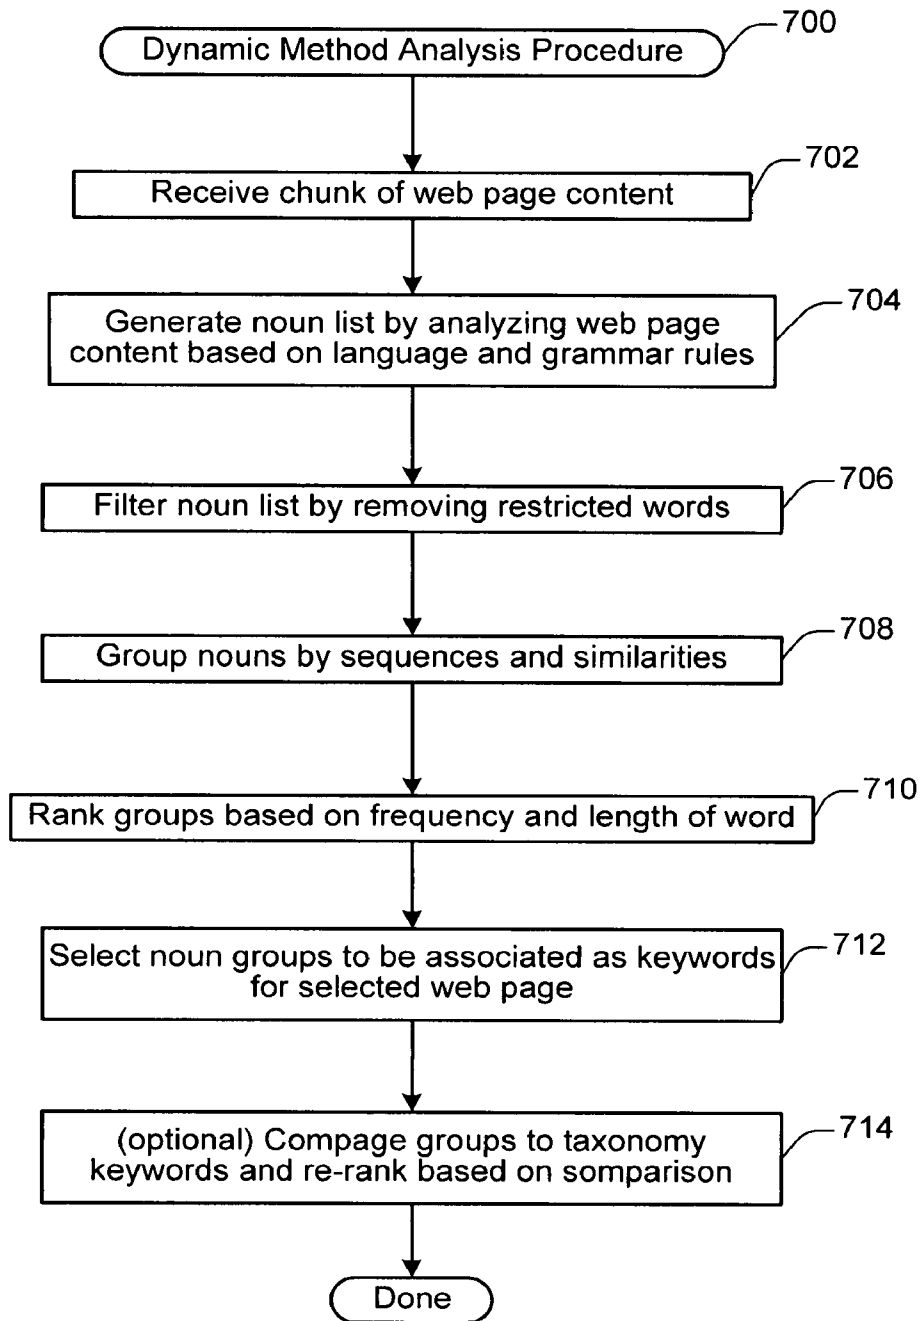 700
Dynamic Method Analysis Procedure
702
Receive chunk of web page content
704
Generate noun list by analyzing web page
content based on language and grammar rules
706
Filter noun list by removing restricted words
708
Group nouns by sequences and similarities
710
Rank groups based on frequency and length of word
712
Select noun groups to be associated as keywords
for selected web page
714
(optional) Compage groups to taxonomy
keywords and re-rank based on somparison
Done